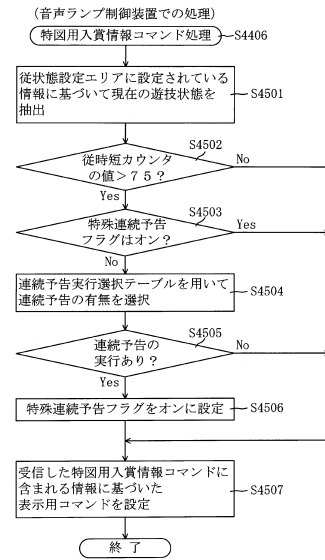 (音声ランプ制御装置での処理)
特図用入賞情報コマンド処理
S4406
従状態設定エリアに設定されている
情報に基づいて現在の遊技状態を
抽出
S4501
S4502
従時短カウンタ
の値>75?
No
Yes
S4503
特殊連続予告
フラグはオン?
Yes
No
連続予告実行選択テーブルを用いて
連続予告の有無を選択
S4504
S4505
連続予告の
実行あり?
No
Yes
特殊連続予告フラグをオンに設定
S4506
受信した特図用入賞情報コマンドに
含まれる情報に基づいた
表示用コマンドを設定
S4507
終了